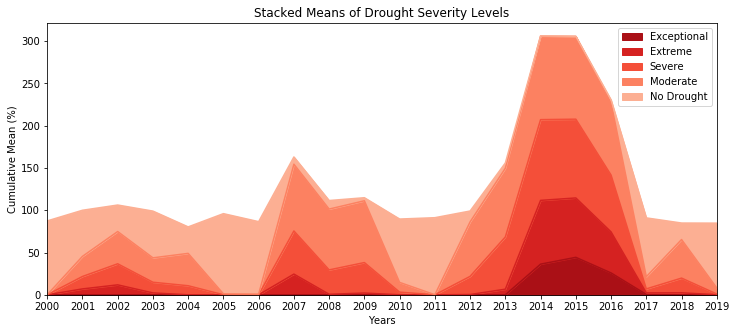 Stacked Means of Drought Severity Levels
Exceptional
Extreme
Severe
Moderate
No Drought
Cumulative Mean (%)
300
250
200
150
100
50
0
2000 2001 2002 2003 2004 2005 2006 2007 2008 2009 2010 2011 2012 2013 2014 2015 2016 2017 2018 2019
Years